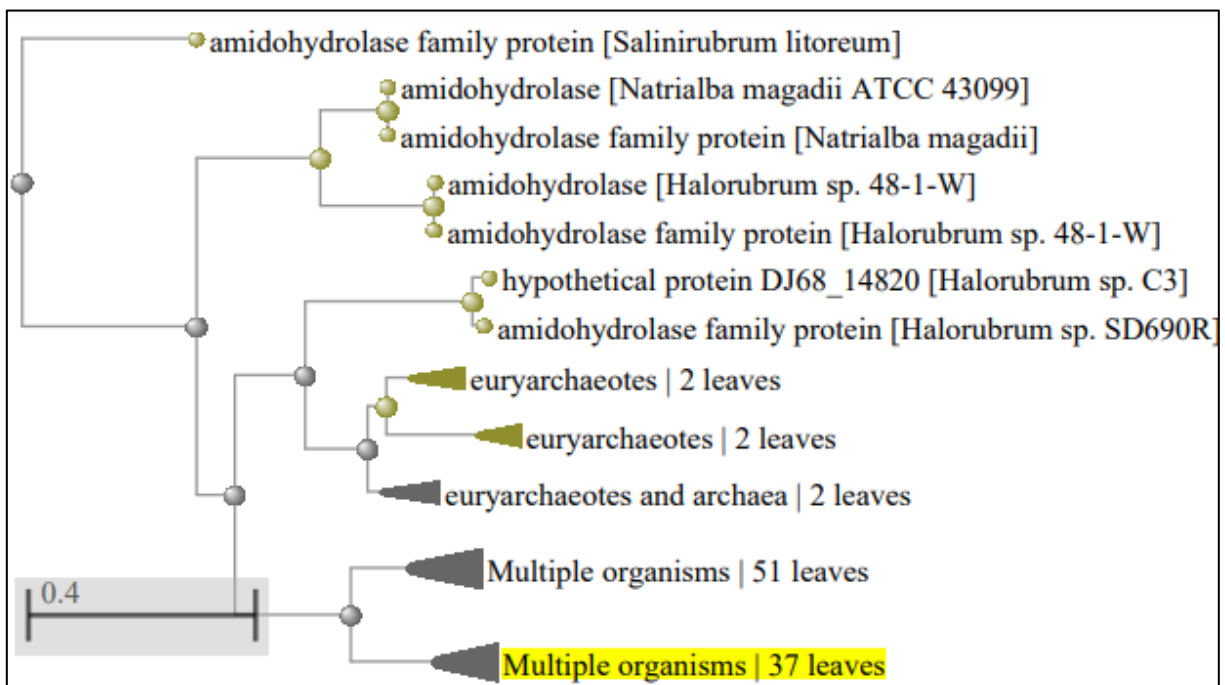 amidohydrolase family protein [Salinirubrum litoreum]
amidohydrolase [Natrialba magadii ATCC 43099]
amidohydrolase family protein [Natrialba magadii]
amidohydrolase [Halorubrum sp. 48-1-W]
amidohydrolase family protein [Halorubrum sp. 48-1-W]
hypothetical protein DJ68_14820 [Halorubrum sp. C3]
amidohydrolase family protein [Halorubrum sp. SD690R]
euryarchaeotes | 2 leaves
euryarchaeotes | 2 leaves
euryarchaeotes and archaea | 2 leaves
Multiple organisms | 51 leaves
0.4
Multiple organisms | 37 leaves